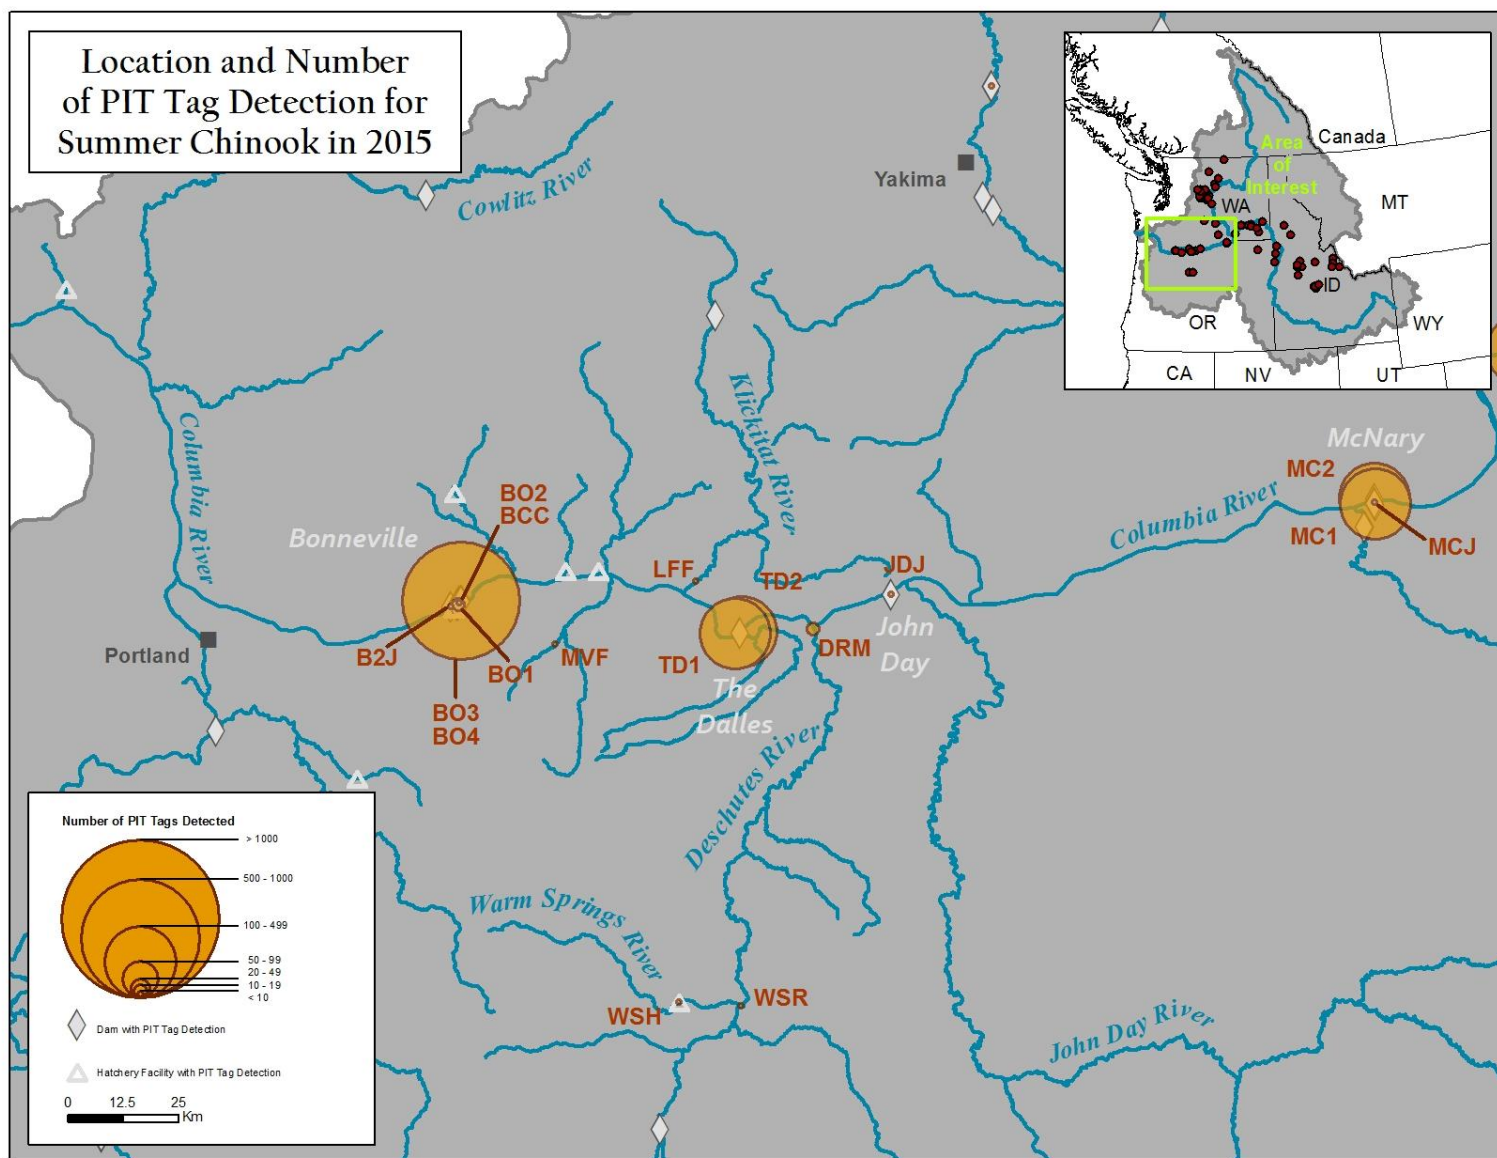 Location and Number
of PIT Tag Detection for
Summer Chinook in 2015
Canada
Area
of
Interest
WA
MT
ID
OR
WY
CA
NV
UT
Yakima
Cowlitz River
Columbia River
Klickitat River
McNary
MC2
Columbia River
MC1
MCJ
BO2
BCC
Bonneville
LFF
TD2
JDJ
John
Day
Portland
B2J
BO1
MVF
TD1
DRM
The
Dalles
BO3
BO4
Deschutes River
Warm Springs River
WSH
WSR
John Day River
Number of PIT Tags Detected
> 1000
500 - 1000
100 - 499
50 - 99
20 - 49
10 - 19
< 10
Dam with PIT Tag Detection
Hatchery Facility with PIT Tag Detection
0 12.5 25
Km